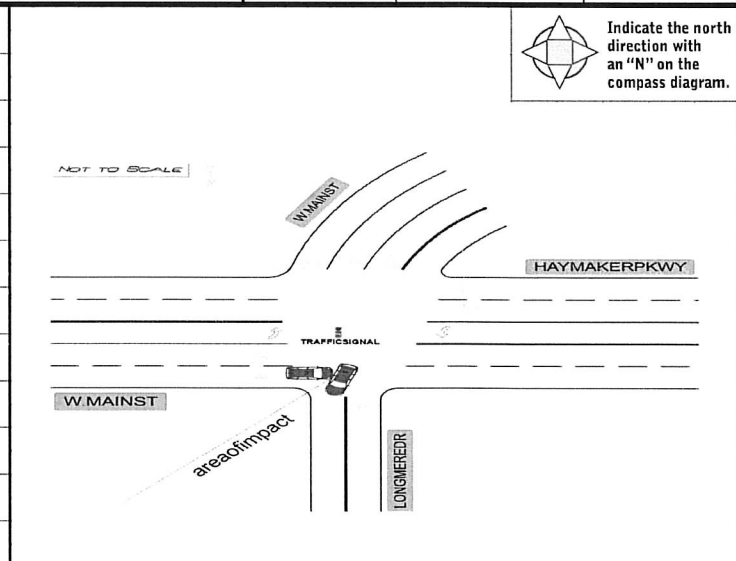 Indicate the north
direction with
an "N" on the
compass diagram.
NOT TO SCALE
W.MAINST
HAYMAKERPKWY
TRAFFICSIGNAL
W.MAINST
areaofimpact
LONGMEREDR